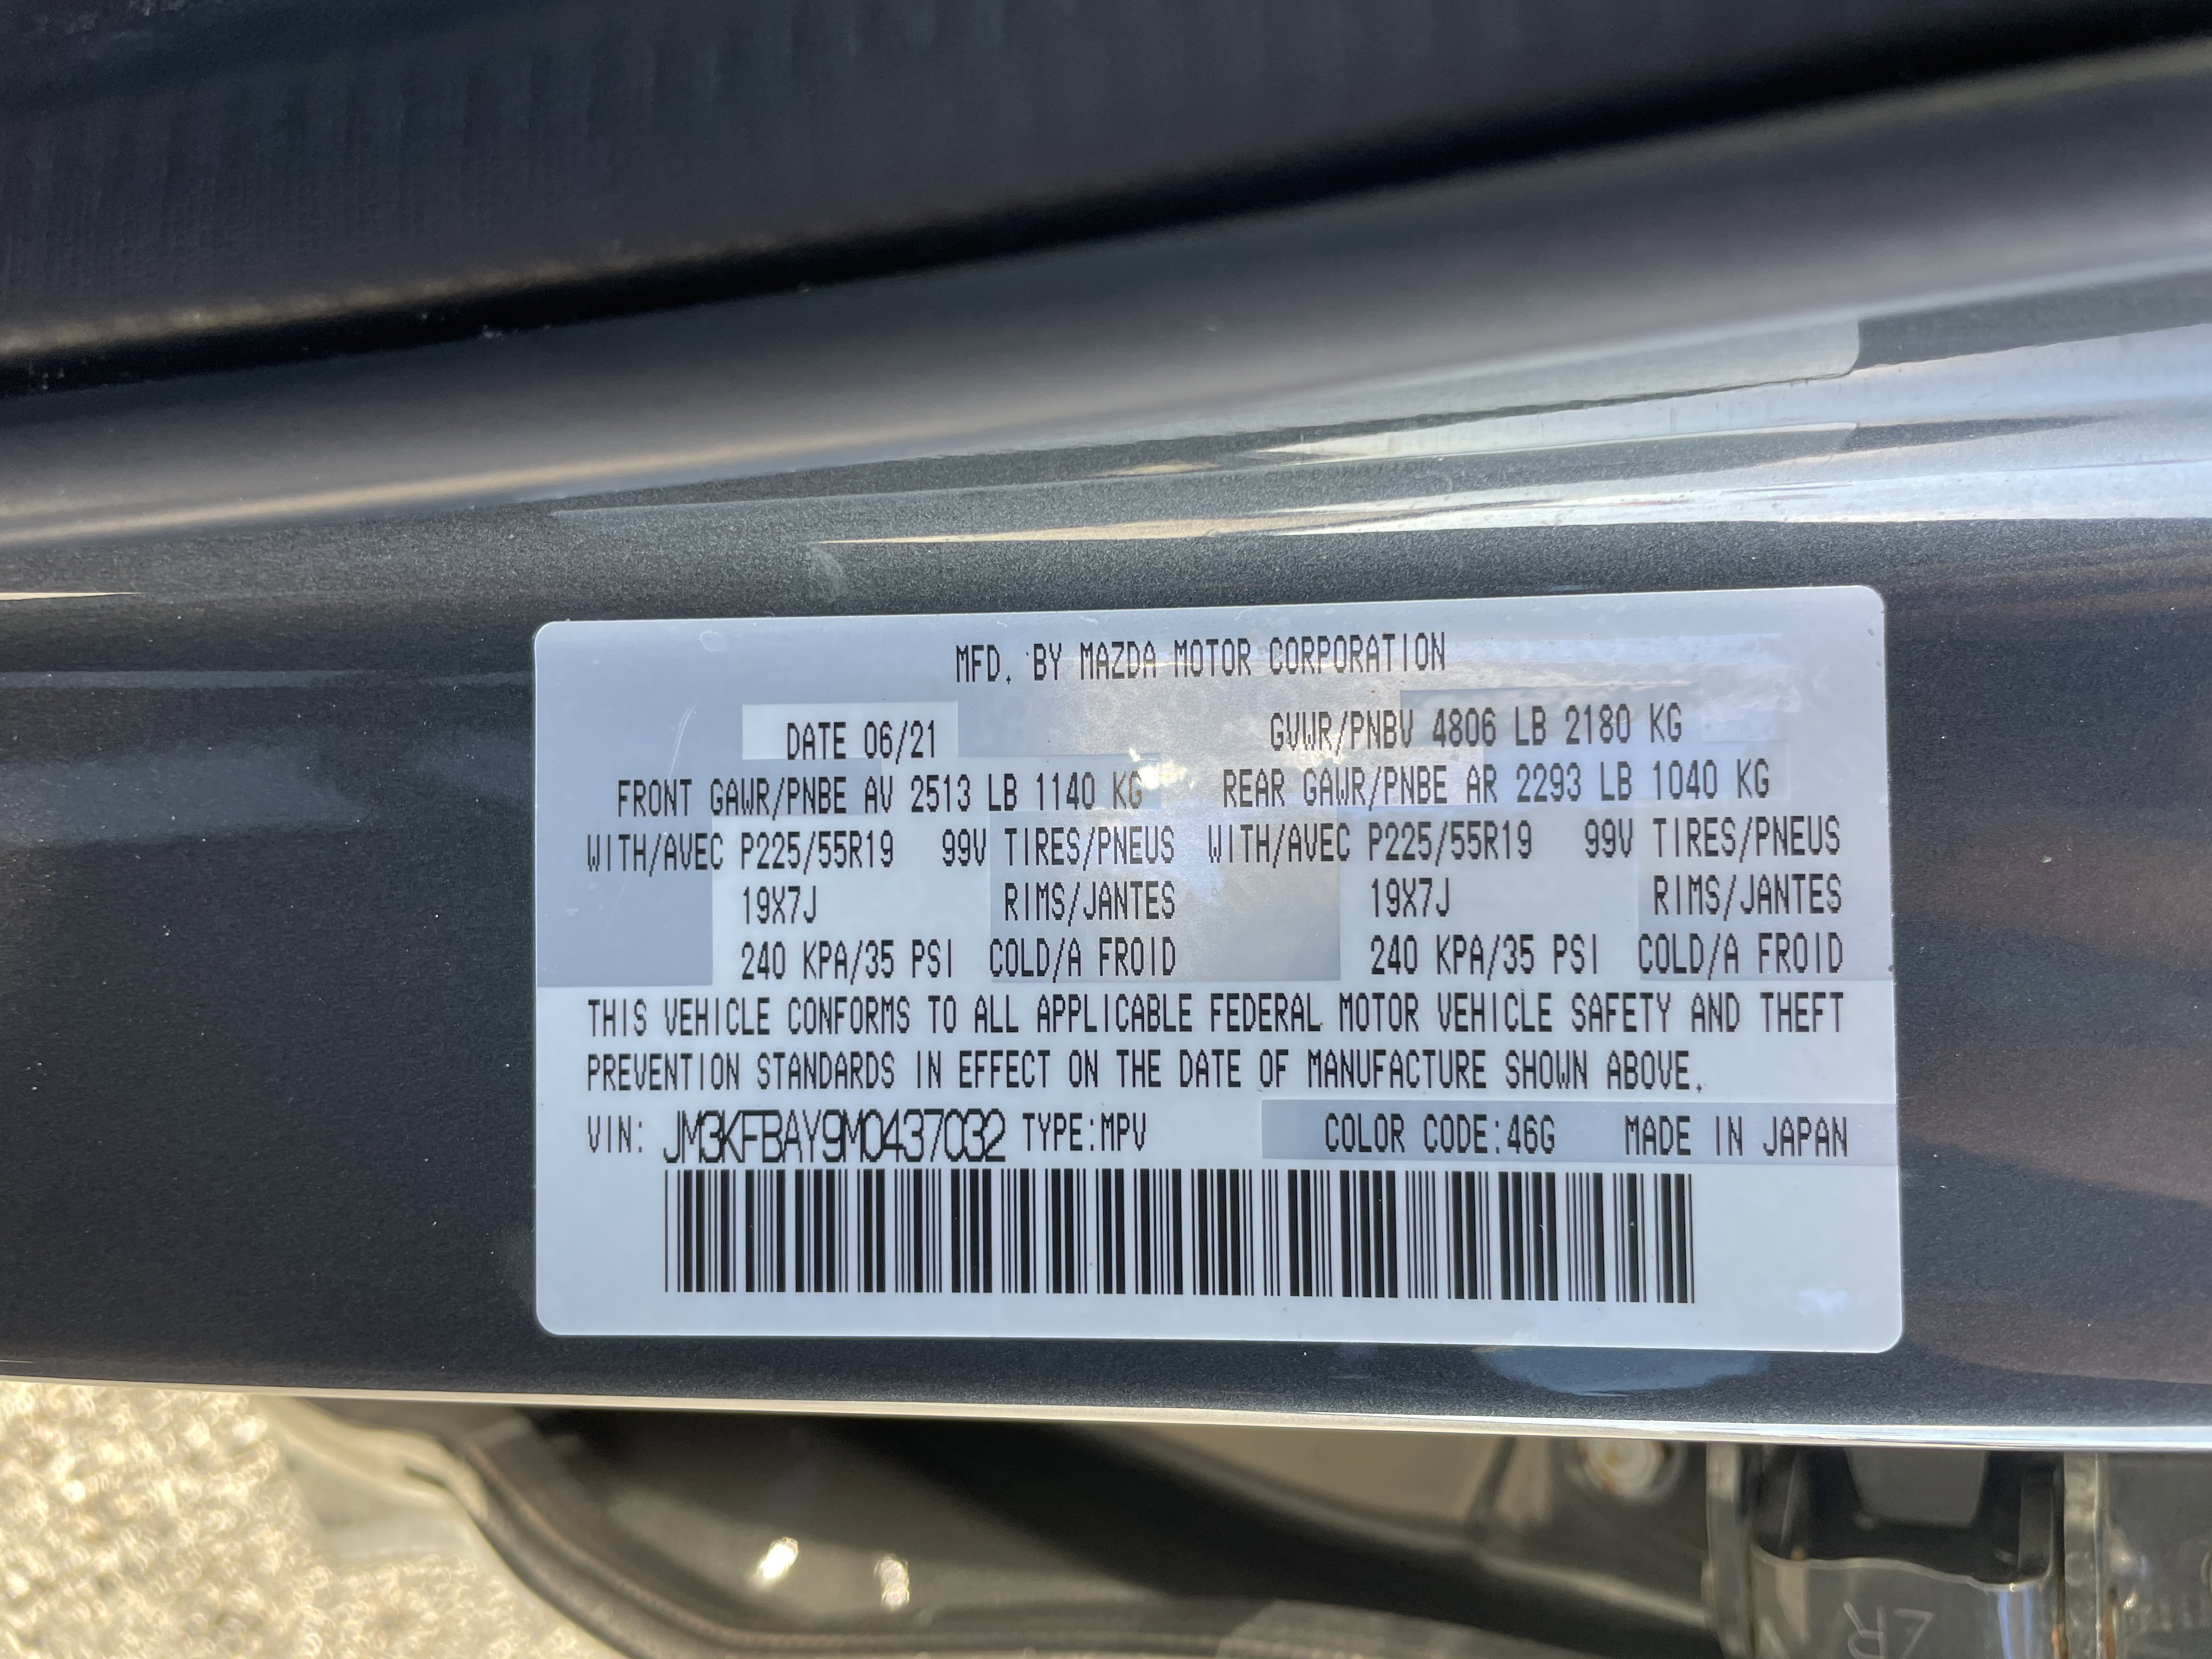 MFD. BY MAZDA MOTOR CORPORATION
DATE 06/21 GVWR/PNBV 4806 LB 2180 KG
FRONT GAWR/PNBE AV 2513 LB 1140 KG REAR GAWR/PNBE AR 2293 LB 1040 KG
WITH/AVEC P225/55R19 99V TIRES/PNEUS WITH/AVEC P225/55R19 99V TIRES/PNEUS
19X7J RIMS/JANTES 19X7J RIMS/JANTES
240 KPA/35 PSI COLD/A FROID 240 KPA/35 PSI COLD/A FROID
THIS VEHICLE CONFORMS TO ALL APPLICABLE FEDERAL MOTOR VEHICLE SAFETY AND THEFT
PREVENTION STANDARDS IN EFFECT ON THE DATE OF MANUFACTURE SHOWN ABOVE.
VIN: JM3KFBAY9M0437032 TYPE:MPV COLOR CODE:46G MADE IN JAPAN